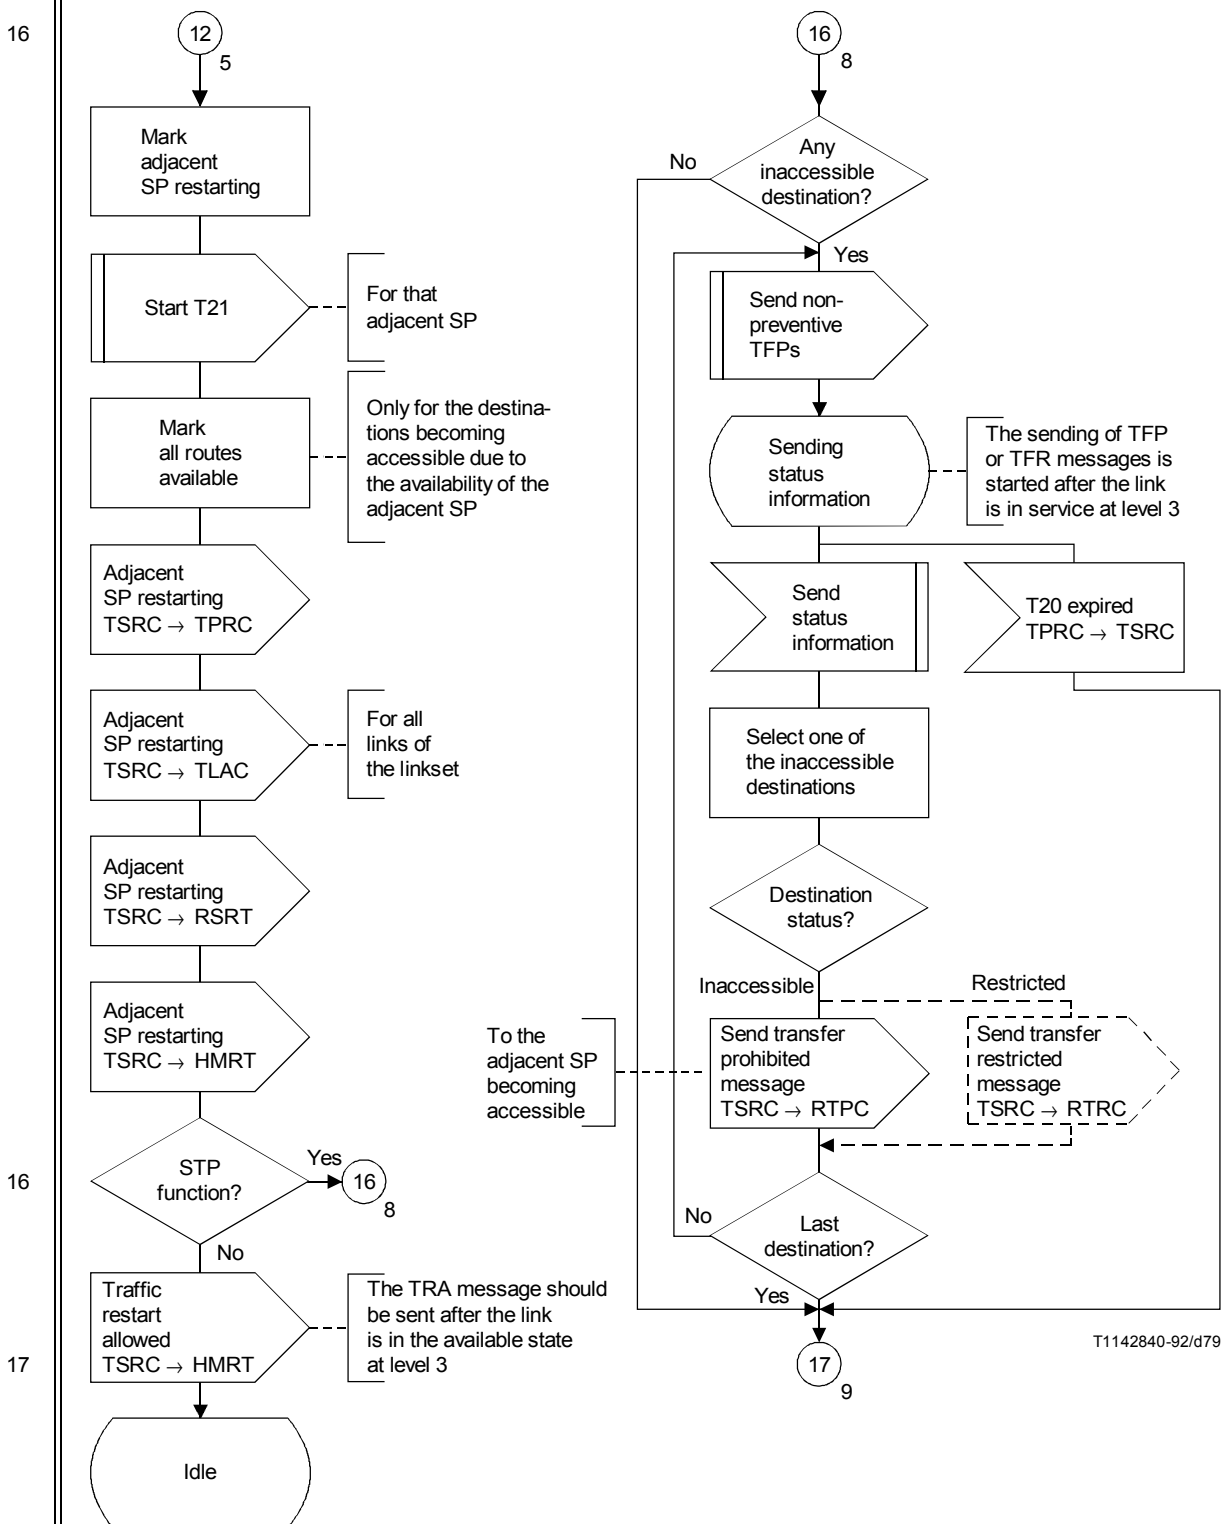 16
12
5
Mark
adjacent
SP restarting
Start T21
For that
adjacent SP
Mark
all routes
available
Only for the destina-
tions becoming
accessible due to
the availability of the
adjacent SP
Adjacent
SP restarting
TSRC → TPRC
Adjacent
SP restarting
TSRC → TLAC
For all
links of
the linkset
Adjacent
SP restarting
TSRC → RSRT
Adjacent
SP restarting
TSRC → HMRT
16
STP
function?
Yes
16
8
No
17
Traffic
restart
allowed
TSRC → HMRT
The TRA message should
be sent after the link
is in the available state
at level 3
Idle
16
8
Any
inaccessible
destination?
No
Yes
Send non-
preventive
TFPs
Sending
status
information
The sending of TFP
or TFR messages is
started after the link
is in service at level 3
Send
status
information
T20 expired
TPRC → TSRC
Select one of
the inaccessible
destinations
Destination
status?
Inaccessible
Restricted
To the
adjacent SP
becoming
accessible
Send transfer
prohibited
message
TSRC → RTPC
Send transfer
restricted
message
TSRC → RTRC
No
Last
destination?
Yes
17
9
T1142840-92/d79